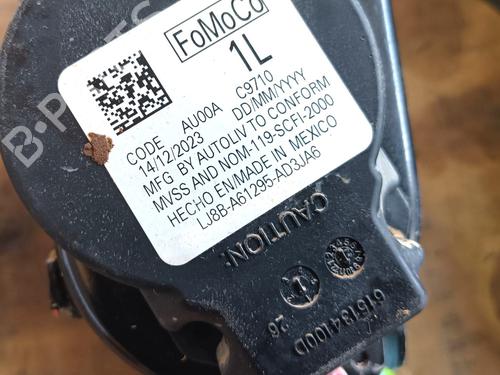 FoMoCo
1L
CODE AU00A C9710
14/12/2023 DD/MM/YYYY
MFG BY AUTOLIV TO CONFORM
MVSS AND NOM-119-SCFI-2000
HECHO EN/MADE IN MEXICO
LJ8B-A61295-AD3JA6
CAUTION:
26